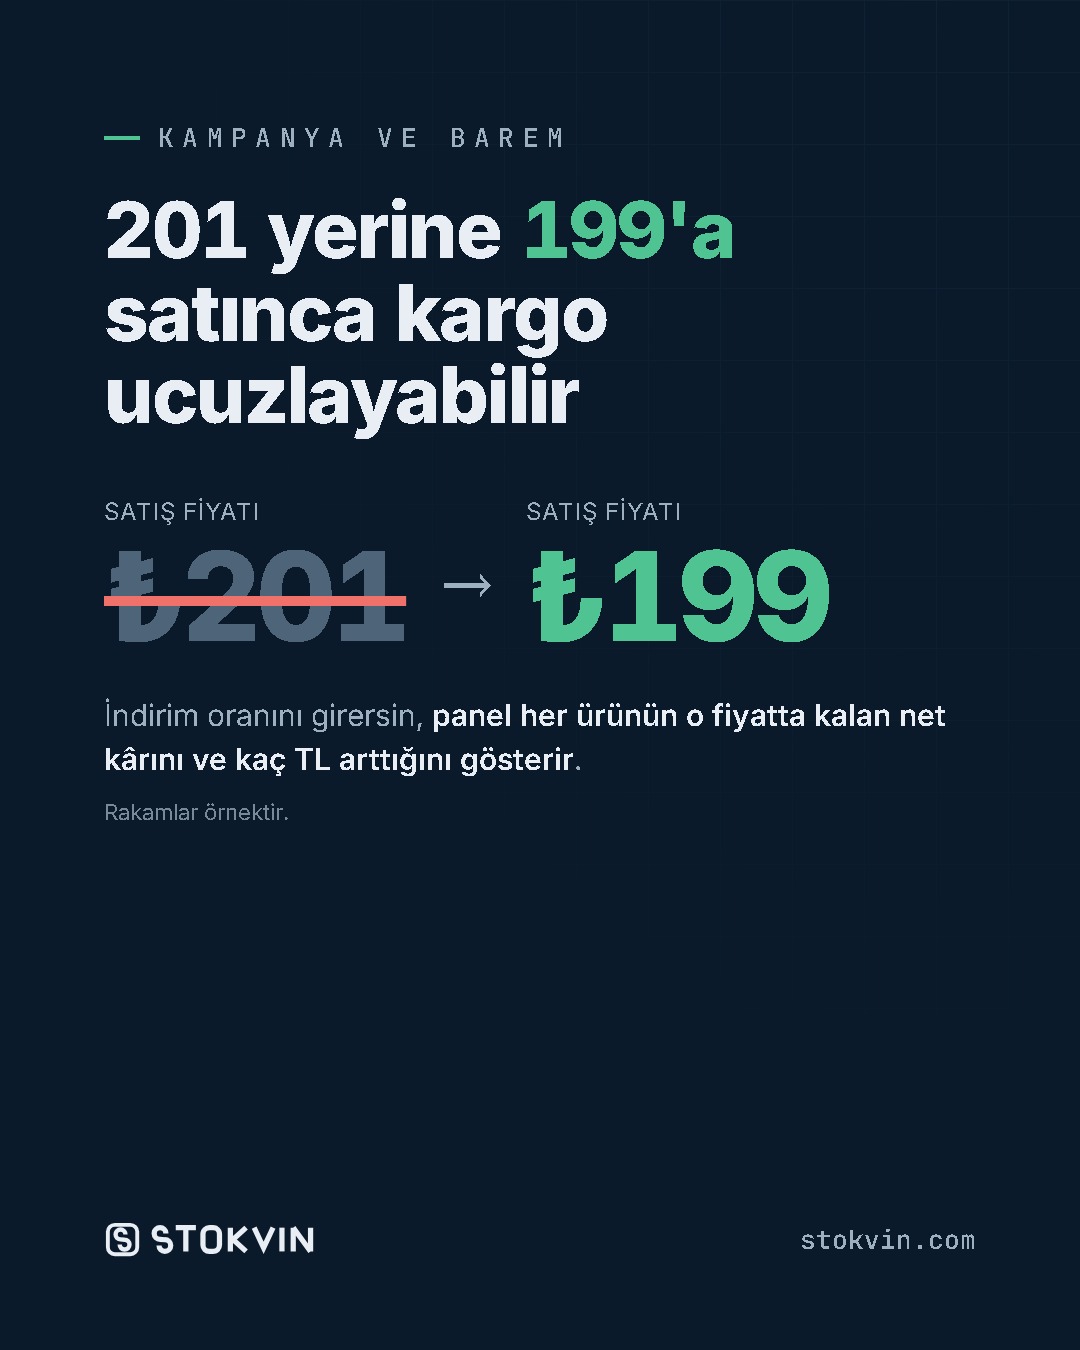 KAMPANYA VE BAREM
201 yerine 199'a
satınca kargo
ucuzlayabilir
SATIŞ FİYATI
SATIŞ FİYATI
₺201 → ₺199
İndirim oranını girersin, panel her ürünün o fiyatta kalan net
kârını ve kaç TL arttığını gösterir.
Rakamlar örnektir.
STOKVIN
stokvin.com